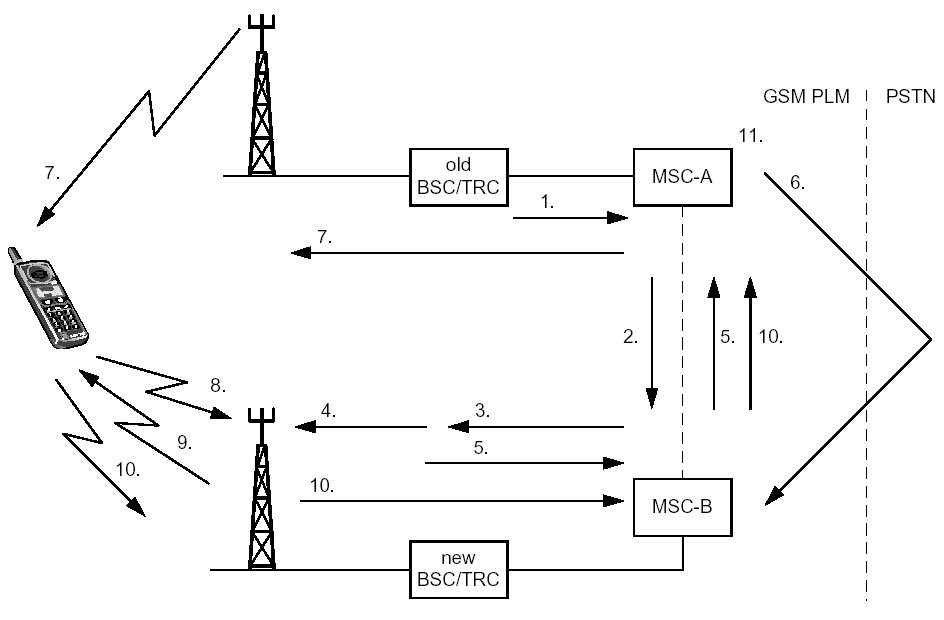 GSM PLM
PSTN
11.
old
BSC/TRC
MSC-A
7.
6.
1.
7.
2.
5.
10.
8.
4.
3.
9.
5.
10.
10.
MSC-B
new
BSC/TRC